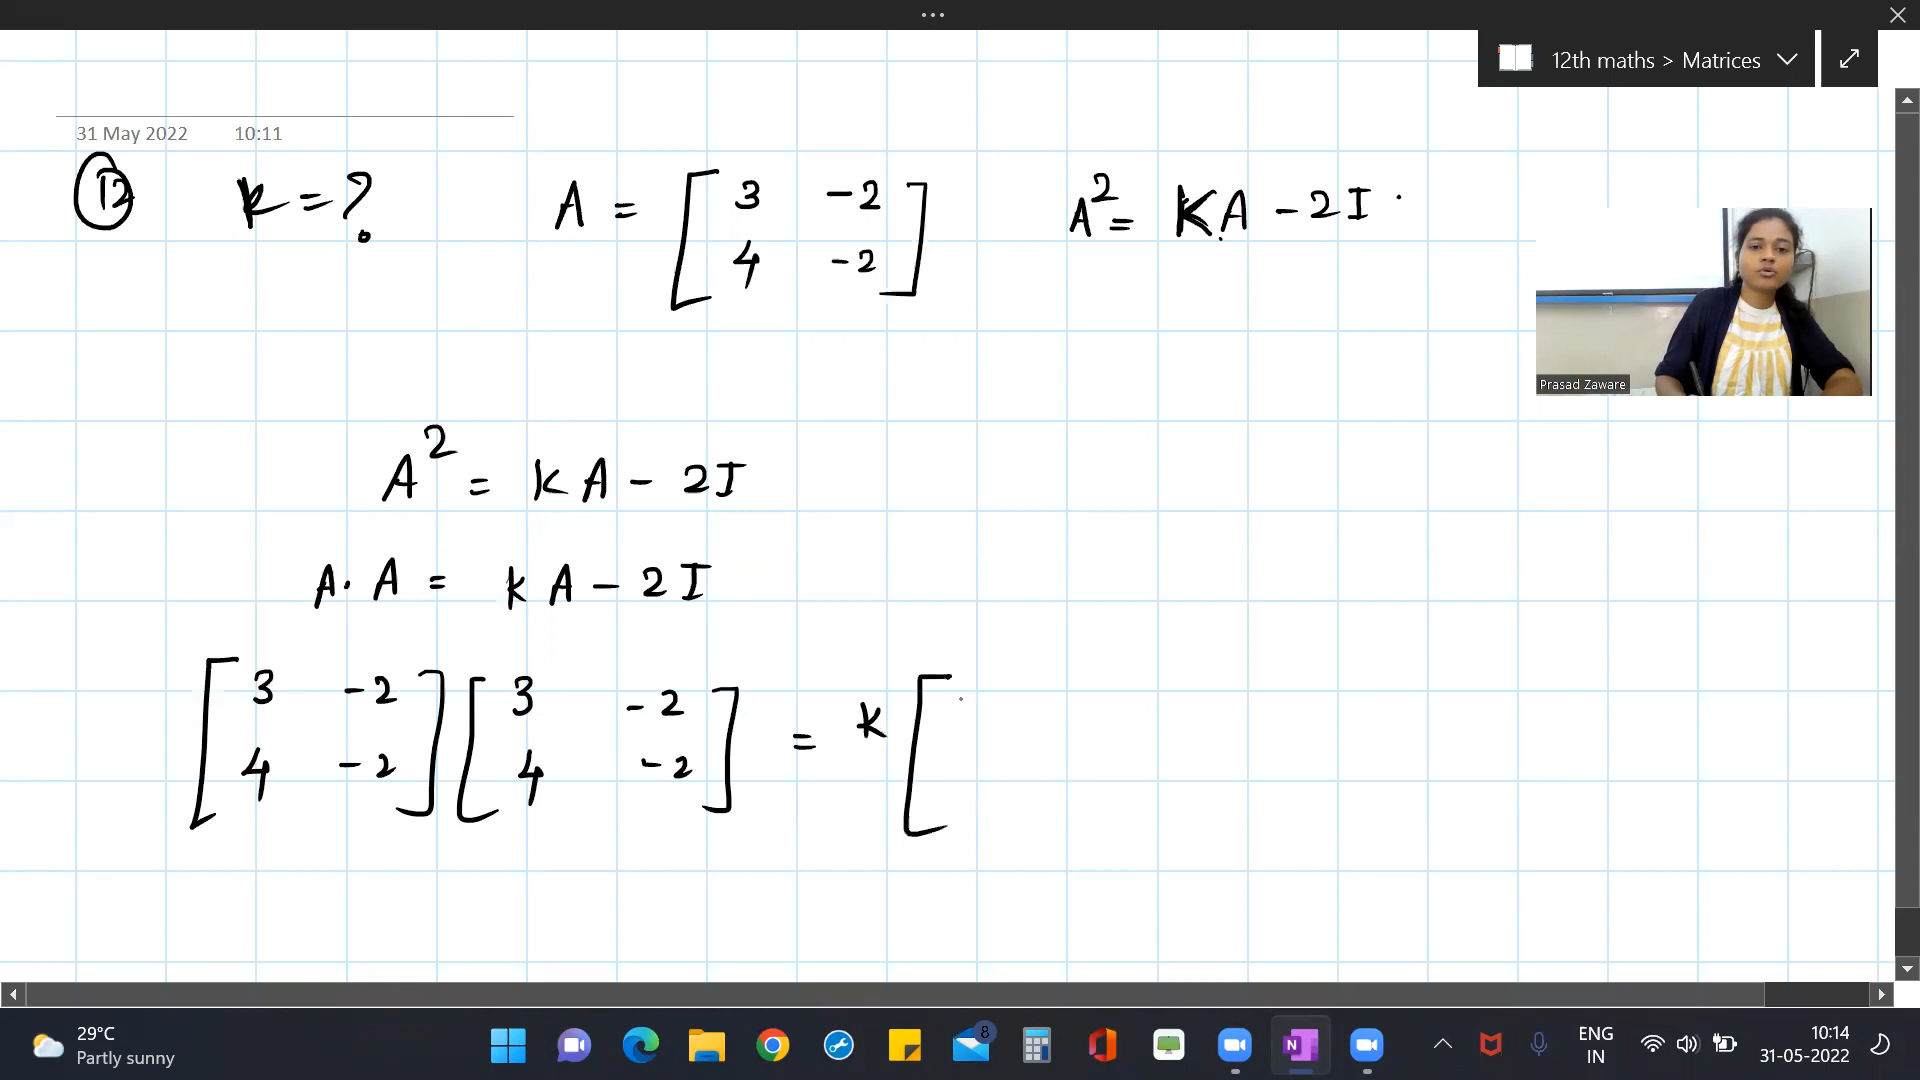 ...
12th maths > Matrices
31 May 2022 10:11
12 K = ? A = [ 3 -2 A² = KA - 2I .
4 -2 ]
Prasad Zaware
A² = KA - 2I
A · A = KA - 2I
[ 3 -2 ] [ 3 -2 ] = K [
4 -2 4 -2
29°C
Partly sunny
8
ENG
IN
10:14
31-05-2022